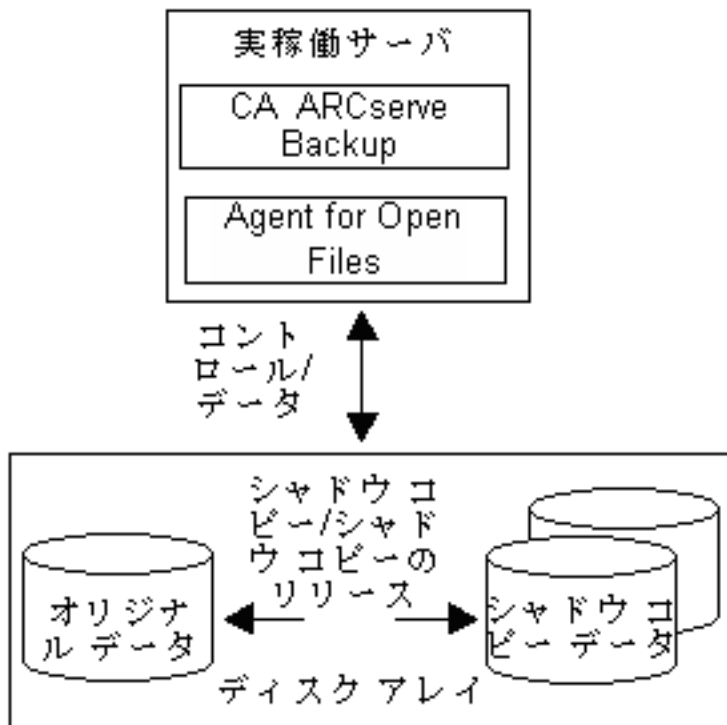 実稼働サーバ
CA ARCserve
Backup
Agent for Open
Files
コント
ロール/
データ
シャドウ コ
ピー/シャド
ウ コピーの
リリース
オリジナ
ル データ
シャドウ コ
ピー データ
ディスク アレイ